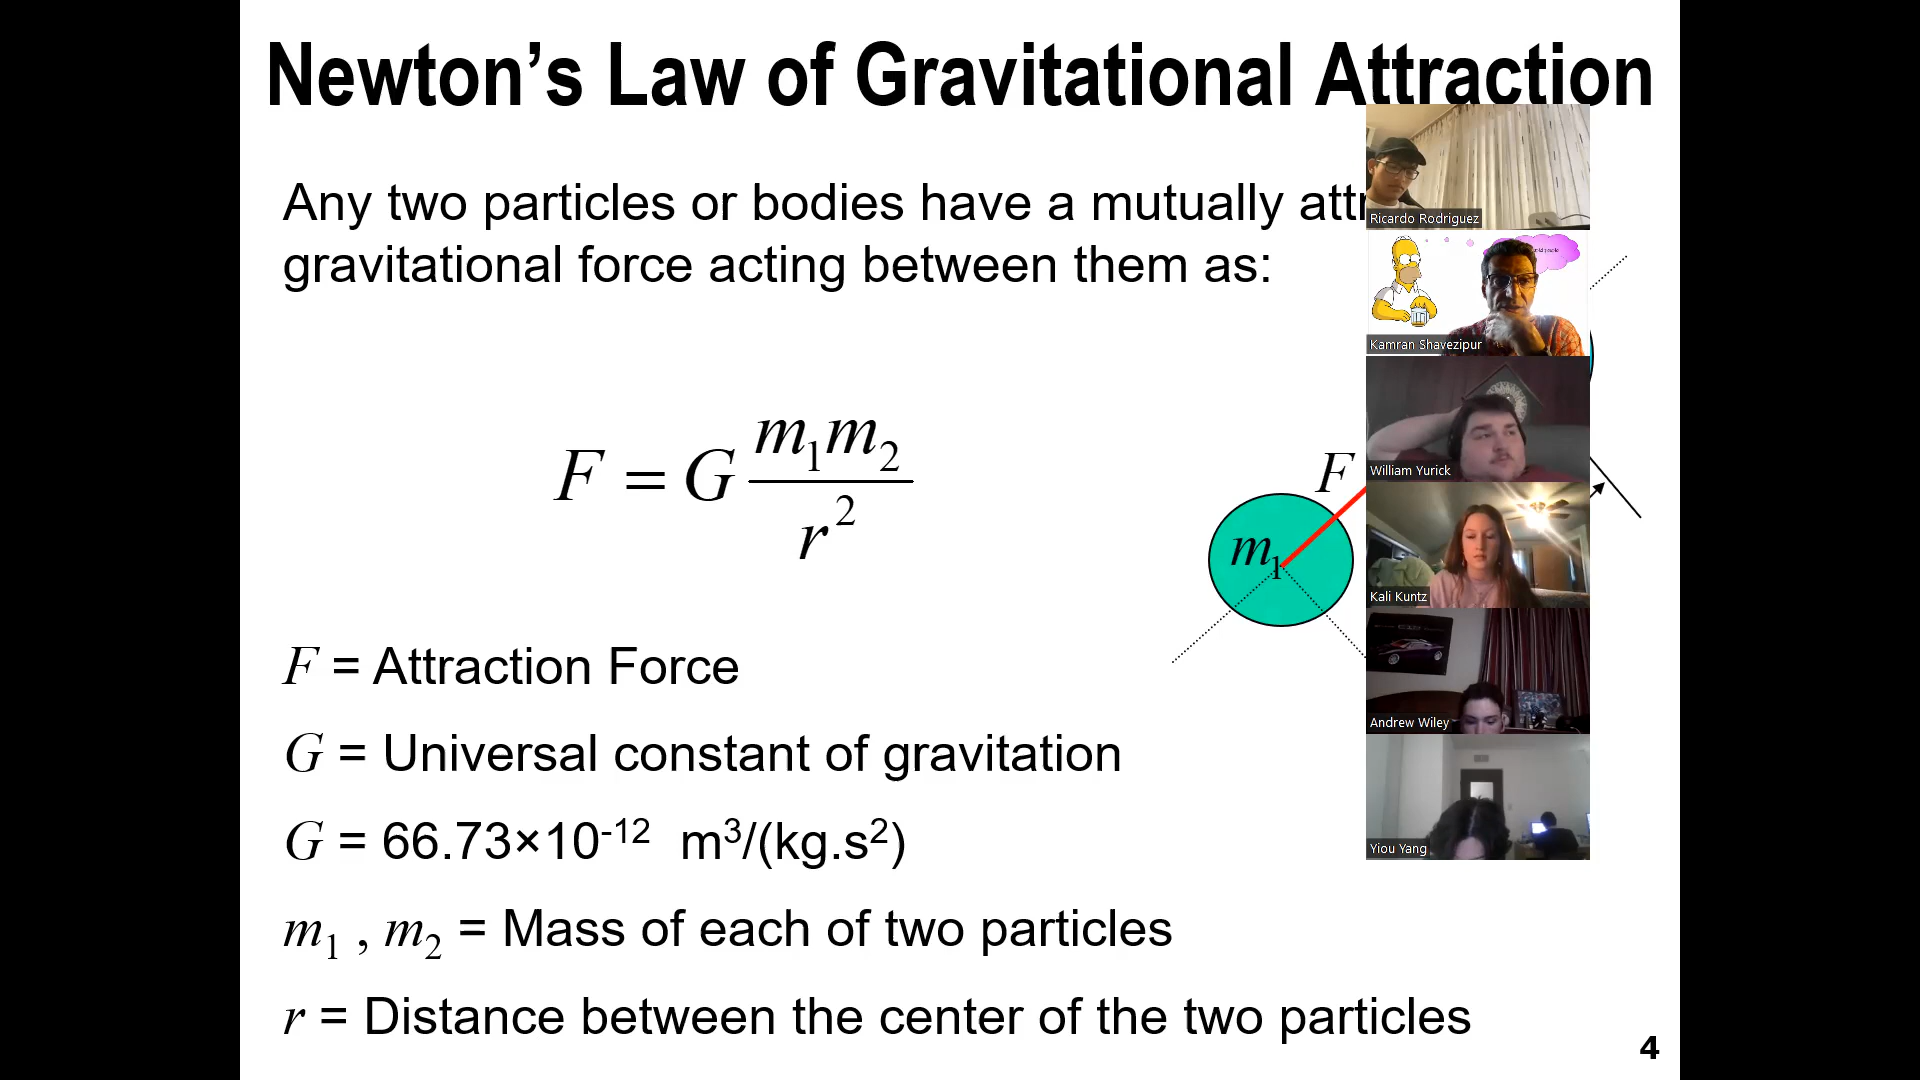 Newton’s Law of Gravitational Attraction
Any two particles or bodies have a mutually
gravitational force acting between them as:
F = G m₁m₂ / r²
F
m₁
F = Attraction Force
G = Universal constant of gravitation
G = 66.73×10⁻¹² m³/(kg.s²)
m₁ , m₂ = Mass of each of two particles
r = Distance between the center of the two particles
4
Ricardo Rodriguez
Kamran Shavezipur
William Yurick
Kali Kuntz
Andrew Wiley
Yiou Yang